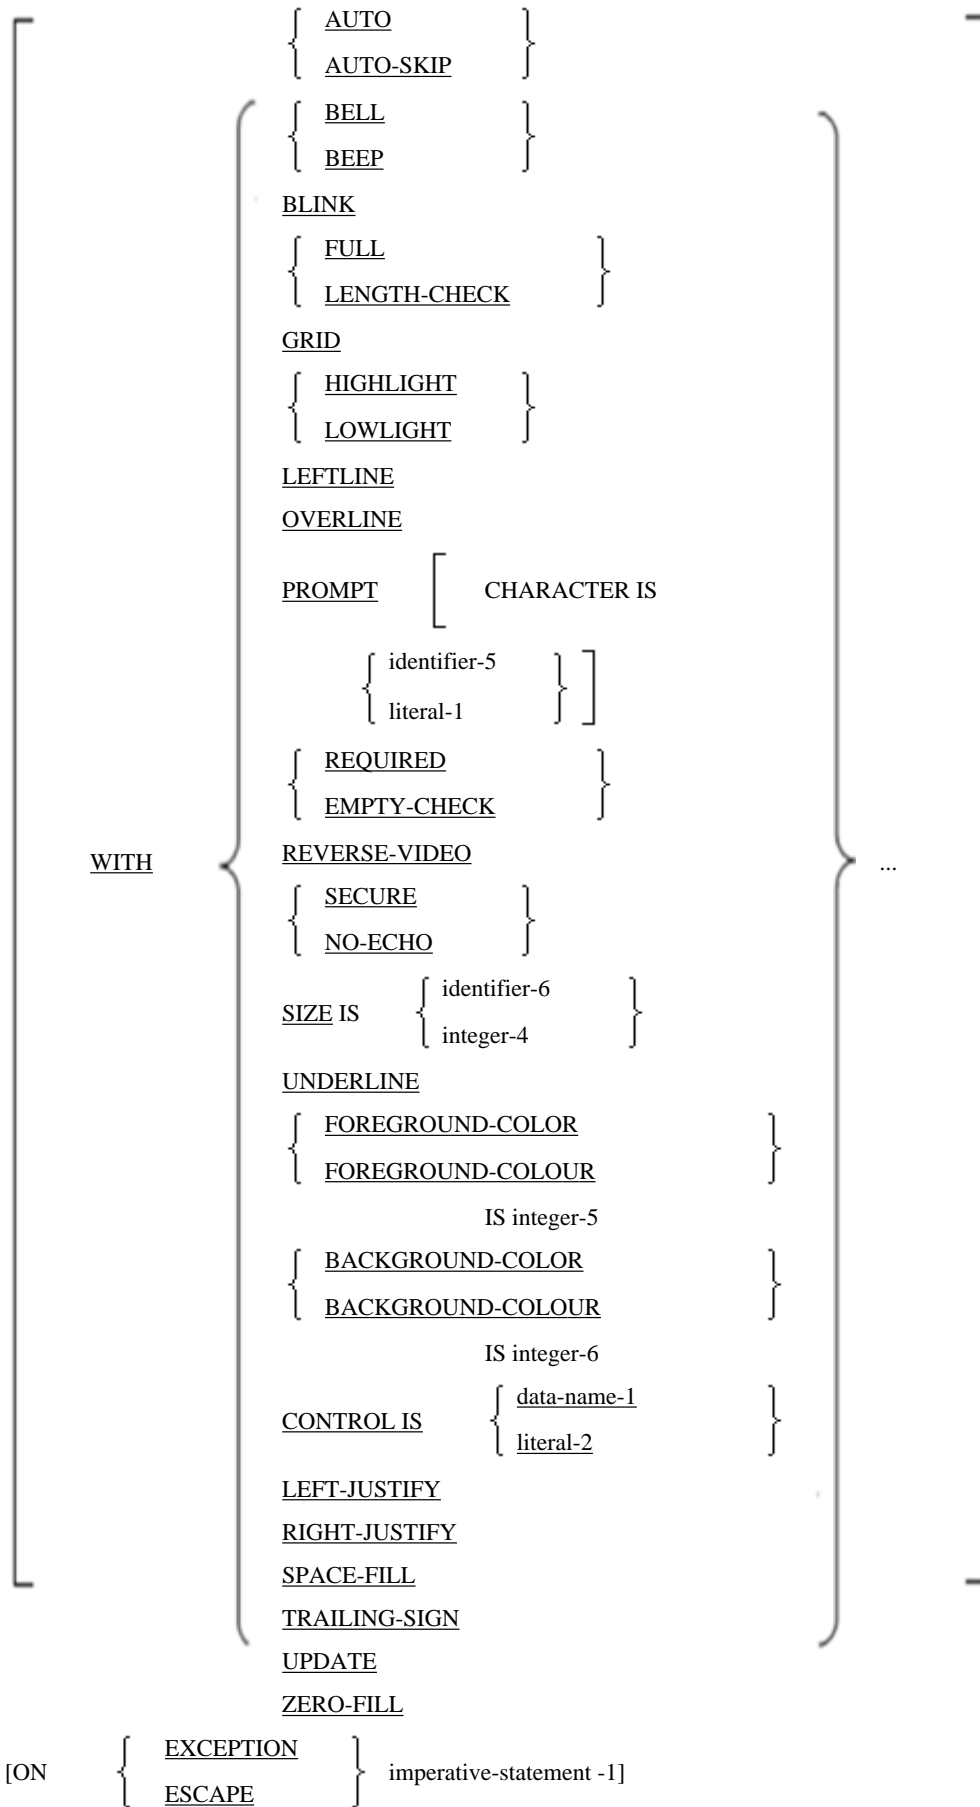 AUTO
AUTO-SKIP
BELL
BEEP
BLINK
FULL
LENGTH-CHECK
GRID
HIGHLIGHT
LOWLIGHT
LEFTLINE
OVERLINE
PROMPT [ CHARACTER IS
identifier-5
literal-1 ]
REQUIRED
EMPTY-CHECK
WITH REVERSE-VIDEO ...
SECURE
NO-ECHO
SIZE IS
identifier-6
integer-4
UNDERLINE
FOREGROUND-COLOR
FOREGROUND-COLOUR
IS integer-5
BACKGROUND-COLOR
BACKGROUND-COLOUR
IS integer-6
CONTROL IS
data-name-1
literal-2
LEFT-JUSTIFY
RIGHT-JUSTIFY
SPACE-FILL
TRAILING-SIGN
UPDATE
ZERO-FILL
[ON
EXCEPTION
ESCAPE
imperative-statement -1]